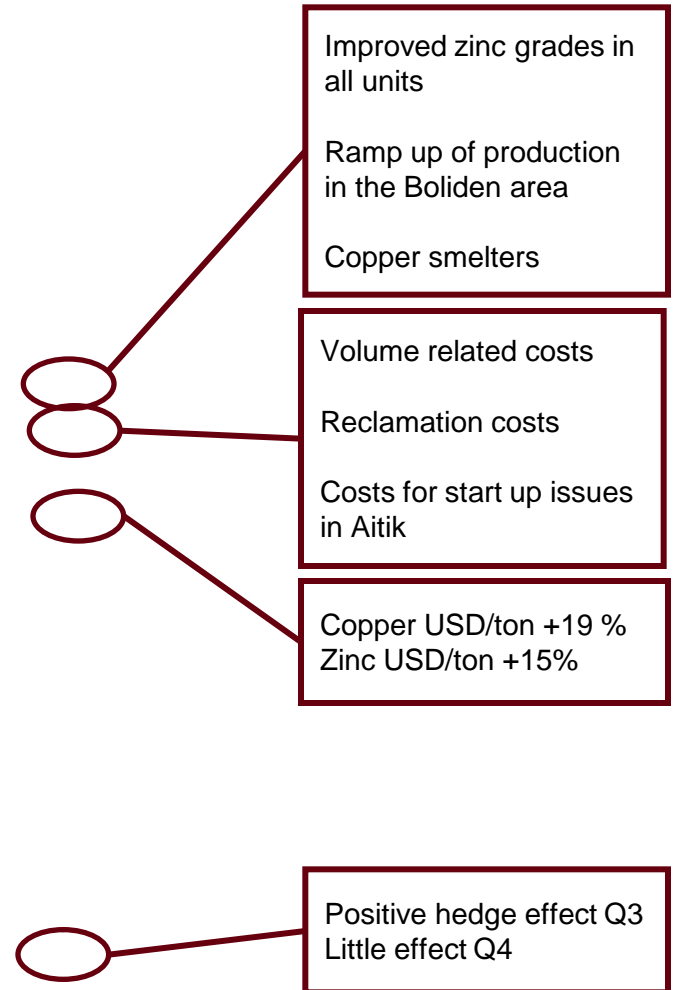 Improved zinc grades in
all units
Ramp up of production
in the Boliden area
Copper smelters
Volume related costs
Reclamation costs
Costs for start up issues
in Aitik
Copper USD/ton +19 %
Zinc USD/ton +15%
Positive hedge effect Q3
Little effect Q4